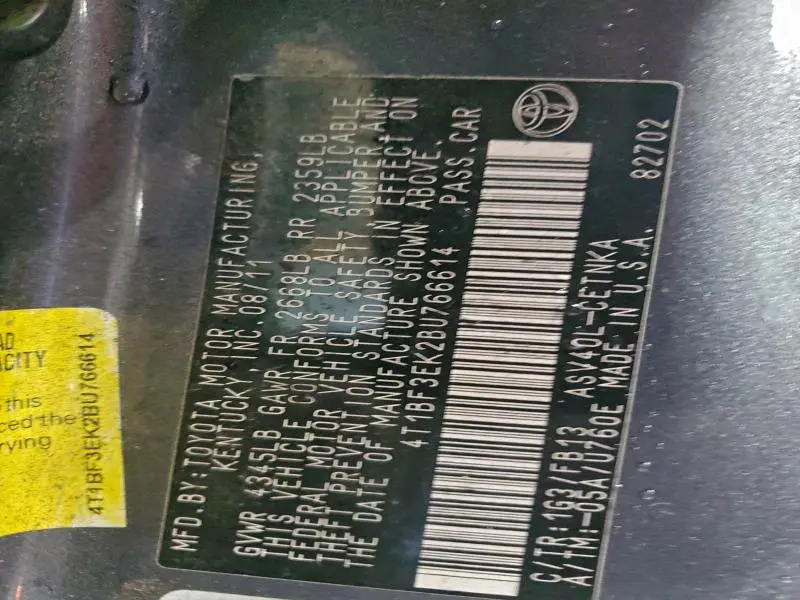 MFD.BY:TOYOTA MOTOR MANUFACTURING,
KENTUCKY,INC.08/11
GVWR 4345LB GAWR FR 2668LB RR 2359LB
THIS VEHICLE CONFORMS TO ALL APPLICABLE
FEDERAL MOTOR VEHICLE SAFETY BUMPER,AND
THEFT PREVENTION STANDARDS IN EFFECT ON
THE DATE OF MANUFACTURE SHOWN ABOVE.
4T1BF3EK2BU766614 PASS.CAR
C/TR:1G3/FB13 ASV40L-CETNKA
A/TM:-05A/U760E MADE IN U.S.A.
82702
AD
ACITY
this
ced the
rrying
4T1BF3EK2BU766614